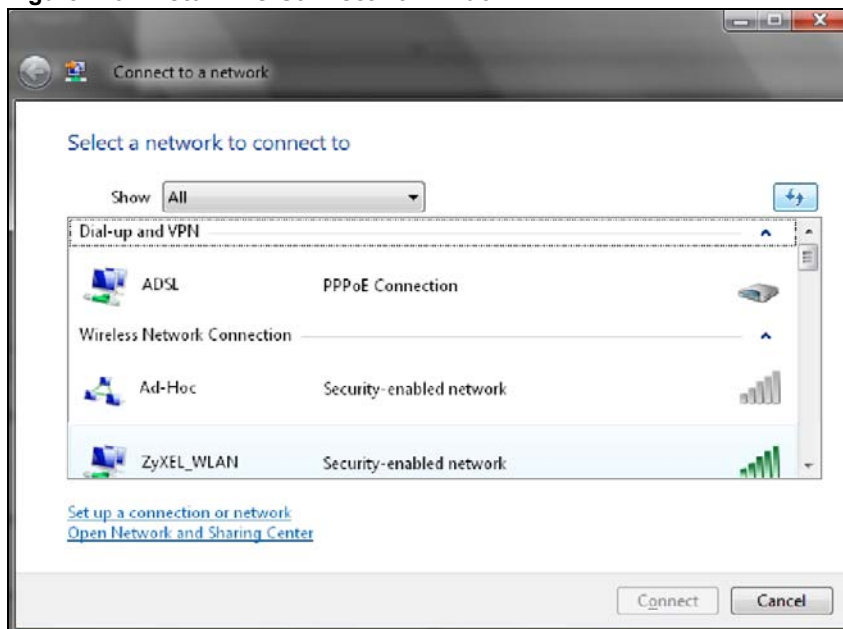 Connect to a network
Select a network to connect to
Show All
Dial-up and VPN
ADSL PPPoE Connection
Wireless Network Connection
Ad-Hoc Security-enabled network
ZyXEL_WLAN Security-enabled network
Set up a connection or network
Open Network and Sharing Center
Connect Cancel